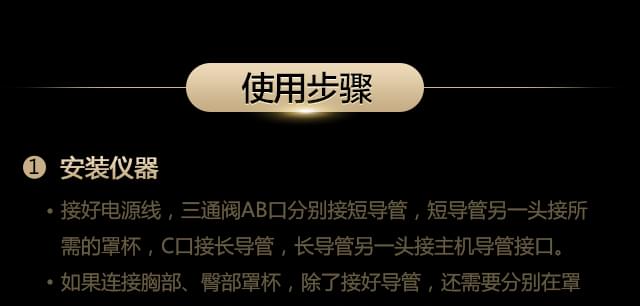 使用步骤
1 安装仪器
• 接好电源线，三通阀AB口分别接短导管，短导管另一头接所
需的罩杯，C口接长导管，长导管另一头接主机导管接口。
• 如果连接胸部、臀部罩杯，除了接好导管，还需要分别在罩